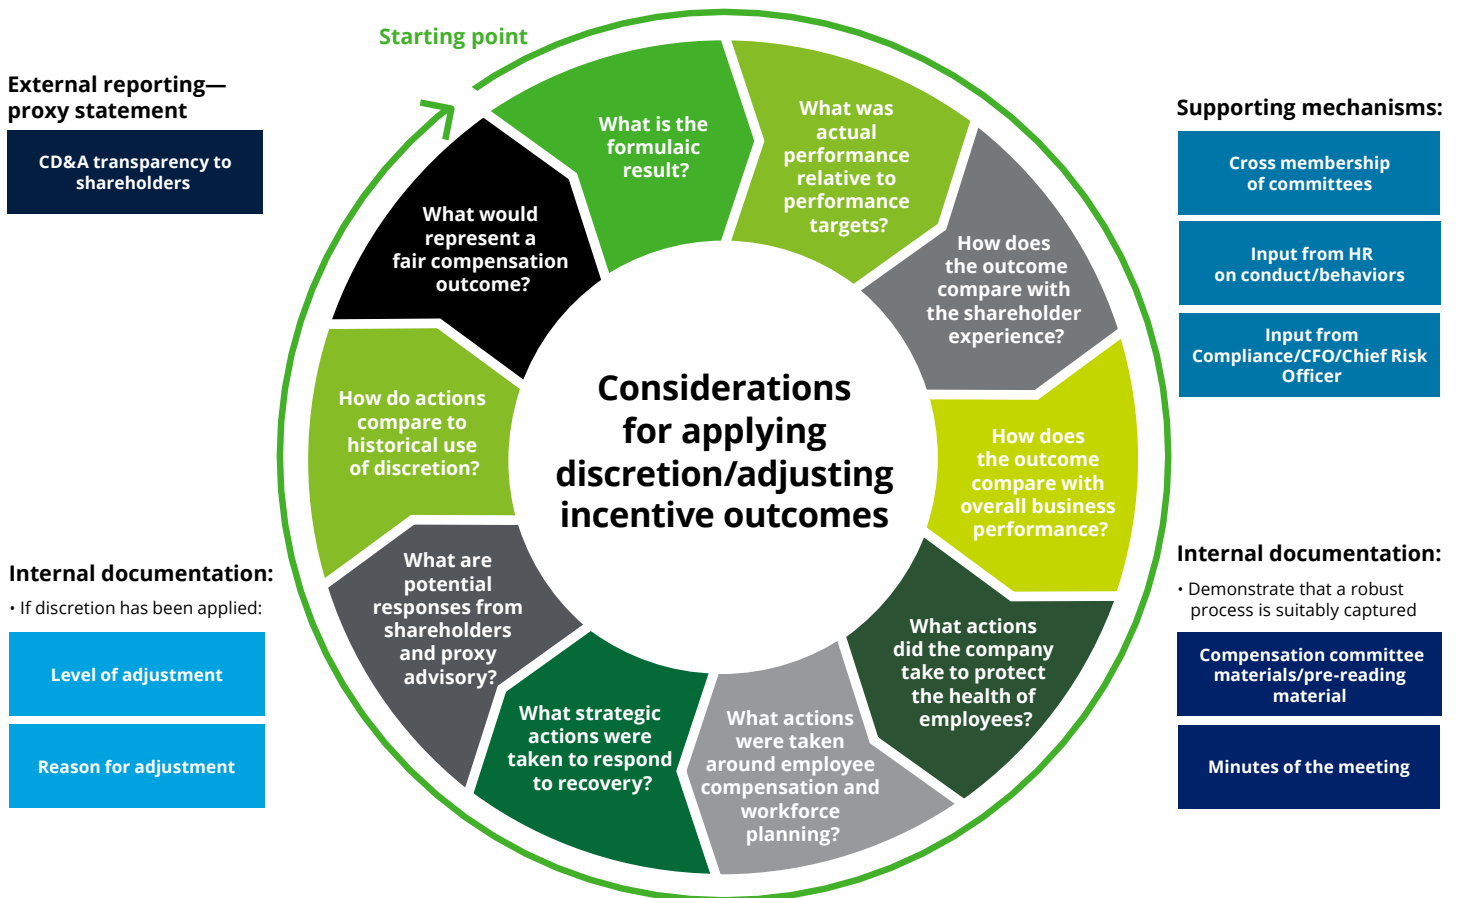 Starting point
External reporting—
proxy statement
CD&A transparency to
shareholders
What is the
formulaic
result?
What was
actual
performance
relative to
performance
targets?
How does
the outcome
compare with
the shareholder
experience?
How does
the outcome
compare with
overall business
performance?
What actions
did the company
take to protect
the health of
employees?
What actions
were taken
around employee
compensation and
workforce
planning?
What strategic
actions were
taken to respond
to recovery?
What are
potential
responses from
shareholders
and proxy
advisory?
How do actions
compare to
historical use
of discretion?
What would
represent a
fair compensation
outcome?
Considerations
for applying
discretion/adjusting
incentive outcomes
Supporting mechanisms:
Cross membership
of committees
Input from HR
on conduct/behaviors
Input from
Compliance/CFO/Chief Risk
Officer
Internal documentation:
• If discretion has been applied:
Level of adjustment
Reason for adjustment
Internal documentation:
• Demonstrate that a robust
process is suitably captured
Compensation committee
materials/pre-reading
material
Minutes of the meeting